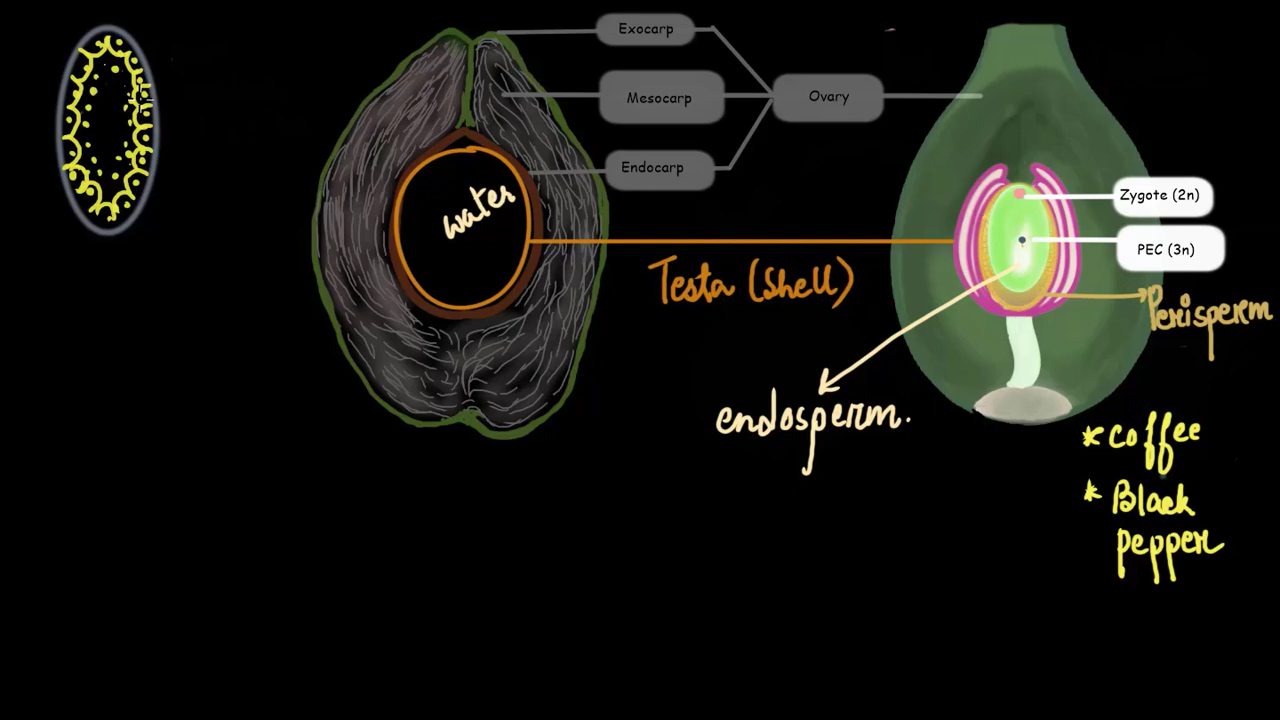 Exocarp
Mesocarp
Ovary
Endocarp
water
Zygote (2n)
PEC (3n)
Testa (Shell)
Perisperm
endosperm.
* Coffee
* Black
pepper